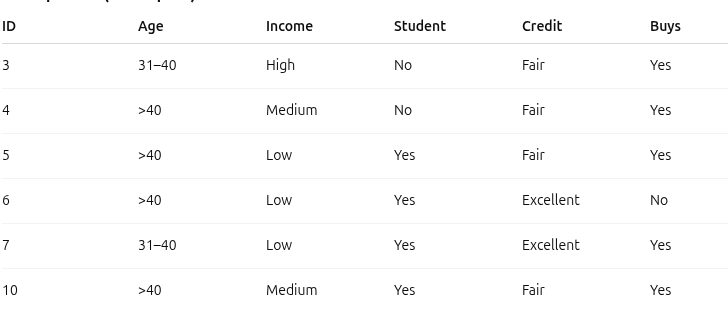 ID Age Income Student Credit Buys
3 31–40 High No Fair Yes
4 >40 Medium No Fair Yes
5 >40 Low Yes Fair Yes
6 >40 Low Yes Excellent No
7 31–40 Low Yes Excellent Yes
10 >40 Medium Yes Fair Yes